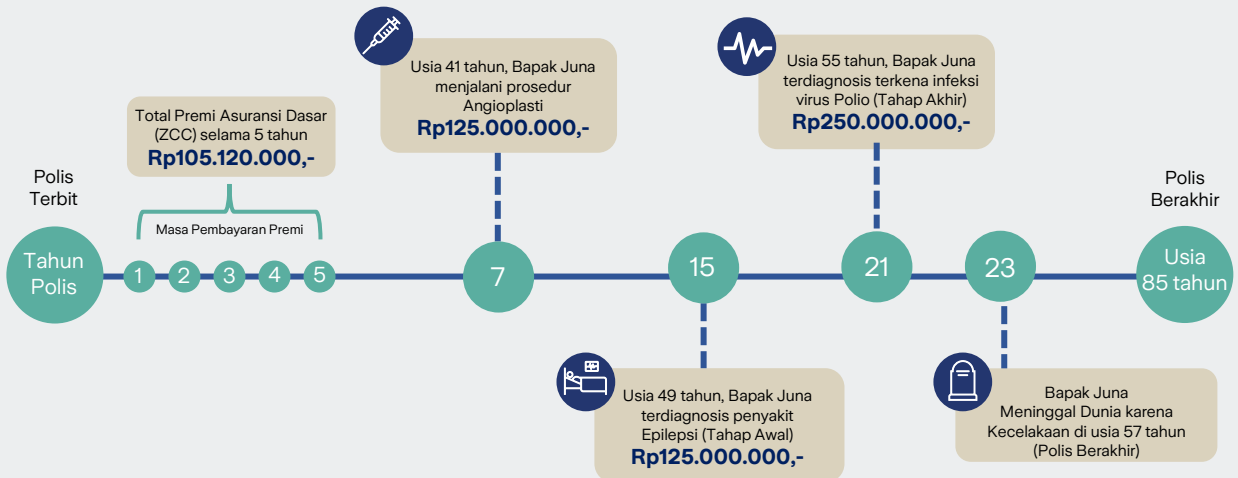 Usia 41 tahun, Bapak Juna
menjalani prosedur
Angioplasti
Rp125.000.000,-
Usia 55 tahun, Bapak Juna
terdiagnosis terkena infeksi
virus Polio (Tahap Akhir)
Rp250.000.000,-
Total Premi Asuransi Dasar
(ZCC) selama 5 tahun
Rp105.120.000,-
Polis
Terbit
Masa Pembayaran Premi
Polis
Berakhir
Tahun
Polis
1
2
3
4
5
7
15
21
23
Usia
85 tahun
Usia 49 tahun, Bapak Juna
terdiagnosis penyakit
Epilepsi (Tahap Awal)
Rp125.000.000,-
Bapak Juna
Meninggal Dunia karena
Kecelakaan di usia 57 tahun
(Polis Berakhir)